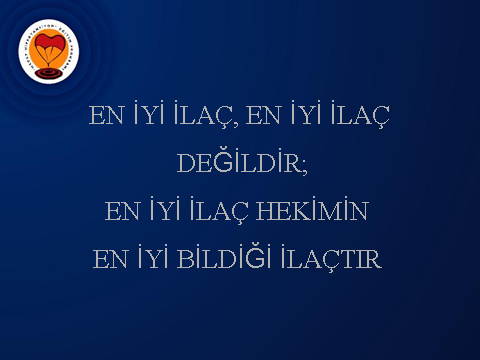 EN İYİ İLAÇ, EN İYİ İLAÇ
DEĞİLDİR;
EN İYİ İLAÇ HEKİMİN
EN İYİ BİLDİĞİ İLAÇTIR